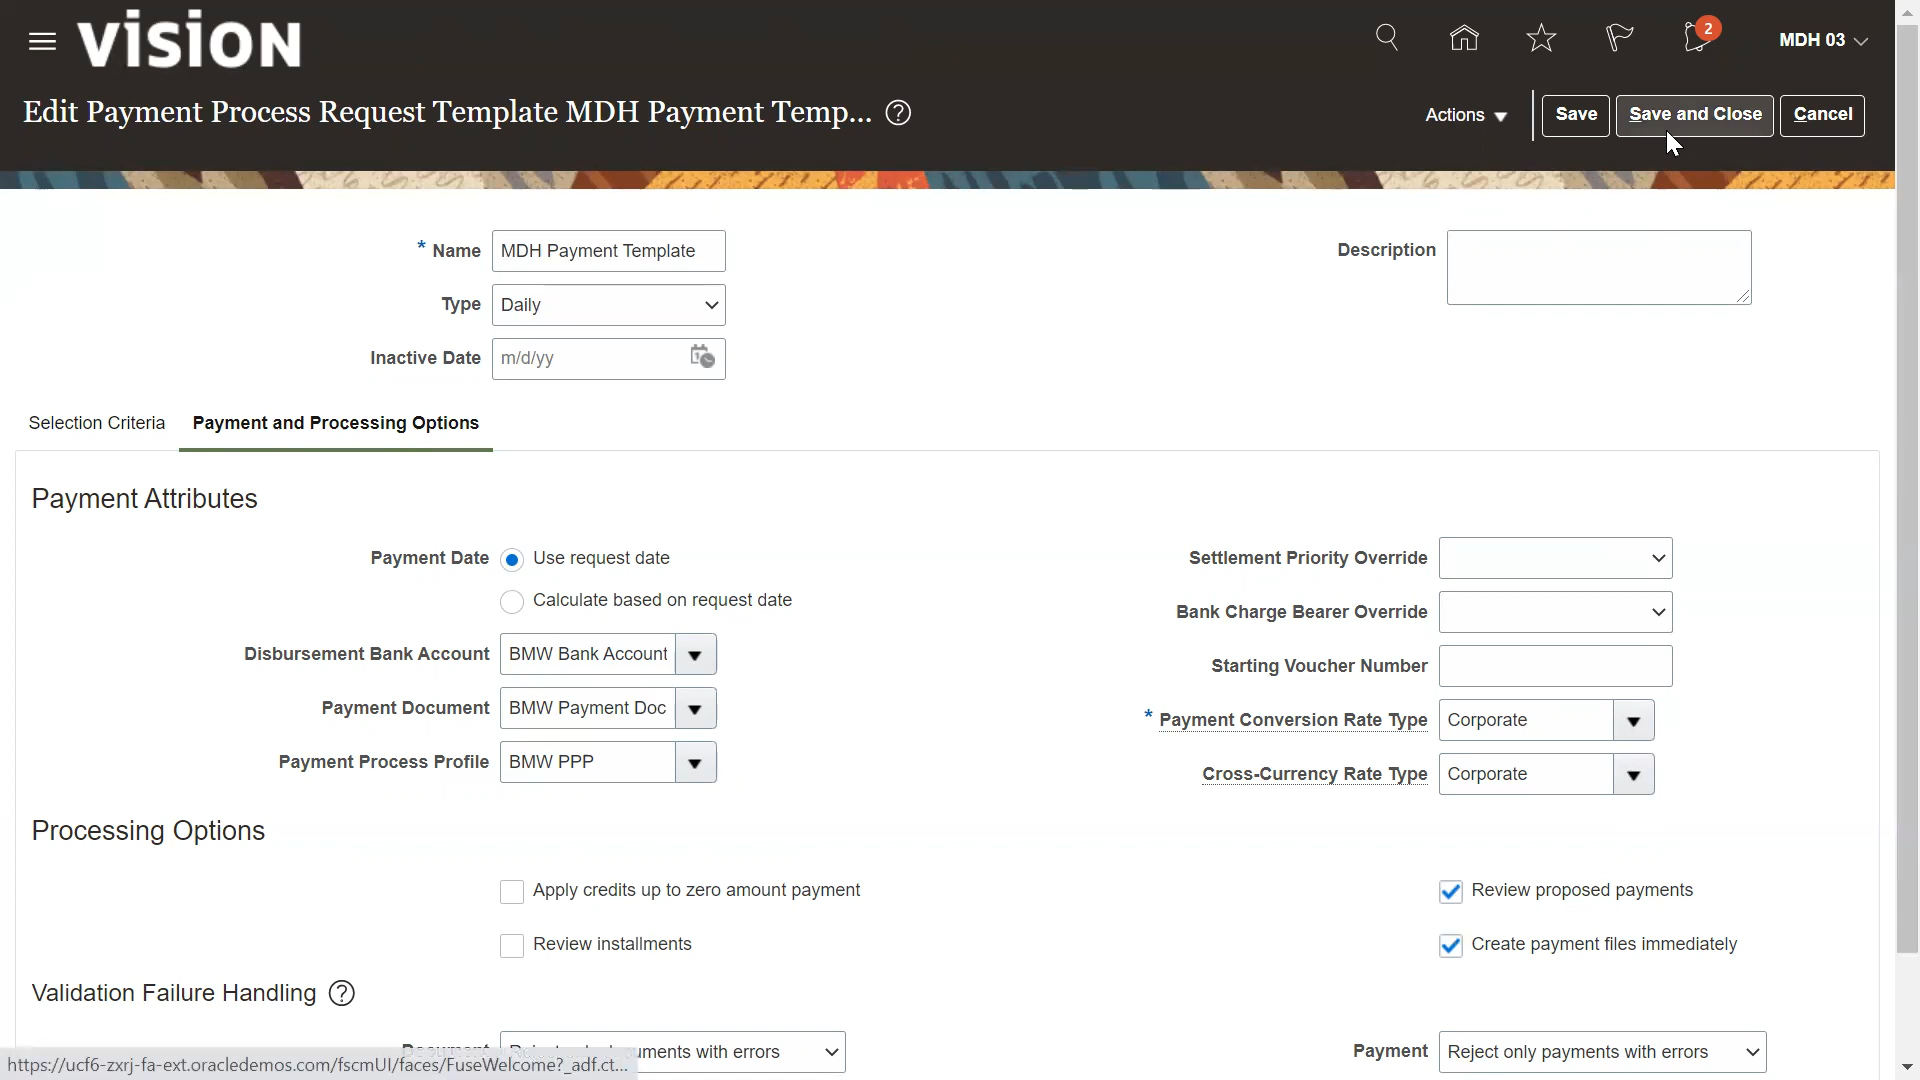 vision
2
MDH 03
Edit Payment Process Request Template MDH Payment Temp...
Actions
Save
Save and Close
Cancel
* Name
MDH Payment Template
Description
Type
Daily
Inactive Date
m/d/yy
Selection Criteria
Payment and Processing Options
Payment Attributes
Payment Date
Use request date
Calculate based on request date
Settlement Priority Override
Bank Charge Bearer Override
Disbursement Bank Account
BMW Bank Account
Starting Voucher Number
Payment Document
BMW Payment Doc
* Payment Conversion Rate Type
Corporate
Payment Process Profile
BMW PPP
Cross-Currency Rate Type
Corporate
Processing Options
Apply credits up to zero amount payment
Review proposed payments
Review installments
Create payment files immediately
Validation Failure Handling
with errors
Payment
Reject only payments with errors
https://ucf6-zxrj-fa-ext.oracledemos.com/fscmUI/faces/FuseWelcome?_adf.ct...